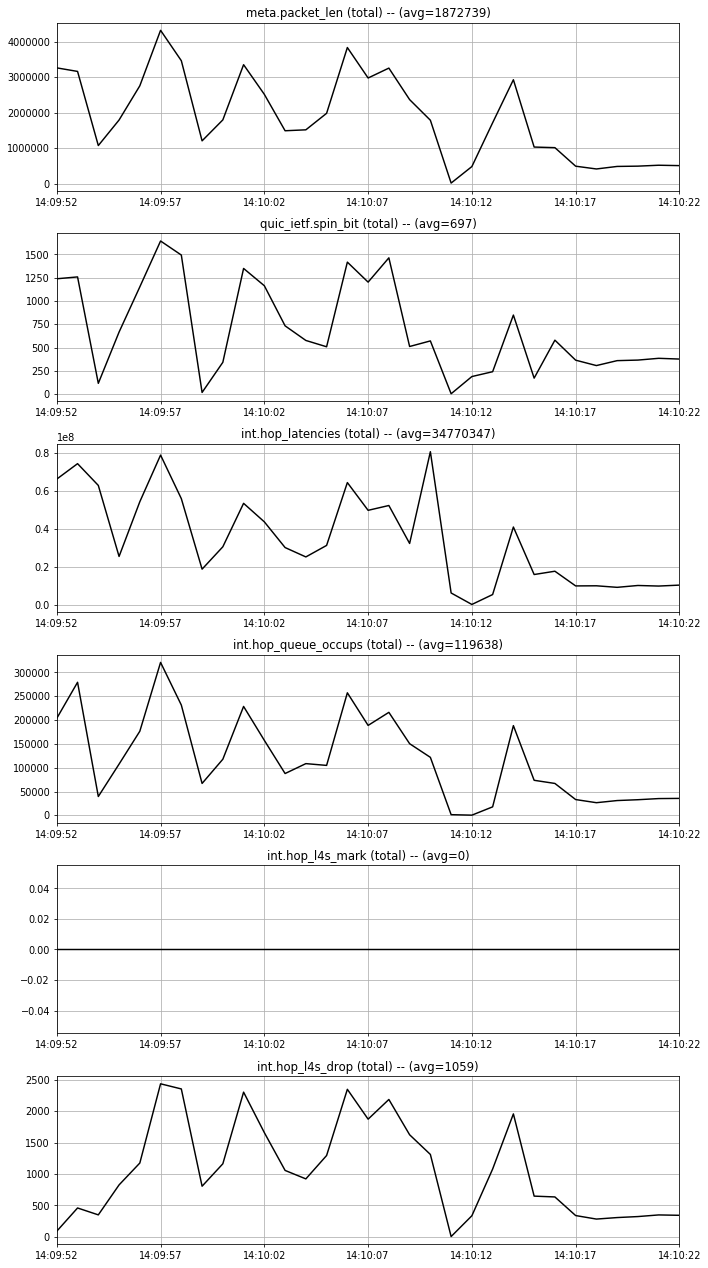 meta.packet_len (total) -- (avg=1872739)
4000000
3000000
2000000
1000000
0
14:09:52 14:09:57 14:10:02 14:10:07 14:10:12 14:10:17 14:10:22
quic_ietf.spin_bit (total) -- (avg=697)
1500
1250
1000
750
500
250
0
14:09:52 14:09:57 14:10:02 14:10:07 14:10:12 14:10:17 14:10:22
int.hop_latencies (total) -- (avg=34770347)
1e8
0.8
0.6
0.4
0.2
0.0
14:09:52 14:09:57 14:10:02 14:10:07 14:10:12 14:10:17 14:10:22
int.hop_queue_occups (total) -- (avg=119638)
300000
250000
200000
150000
100000
50000
0
14:09:52 14:09:57 14:10:02 14:10:07 14:10:12 14:10:17 14:10:22
int.hop_l4s_mark (total) -- (avg=0)
0.04
0.02
0.00
−0.02
−0.04
14:09:52 14:09:57 14:10:02 14:10:07 14:10:12 14:10:17 14:10:22
int.hop_l4s_drop (total) -- (avg=1059)
2500
2000
1500
1000
500
0
14:09:52 14:09:57 14:10:02 14:10:07 14:10:12 14:10:17 14:10:22